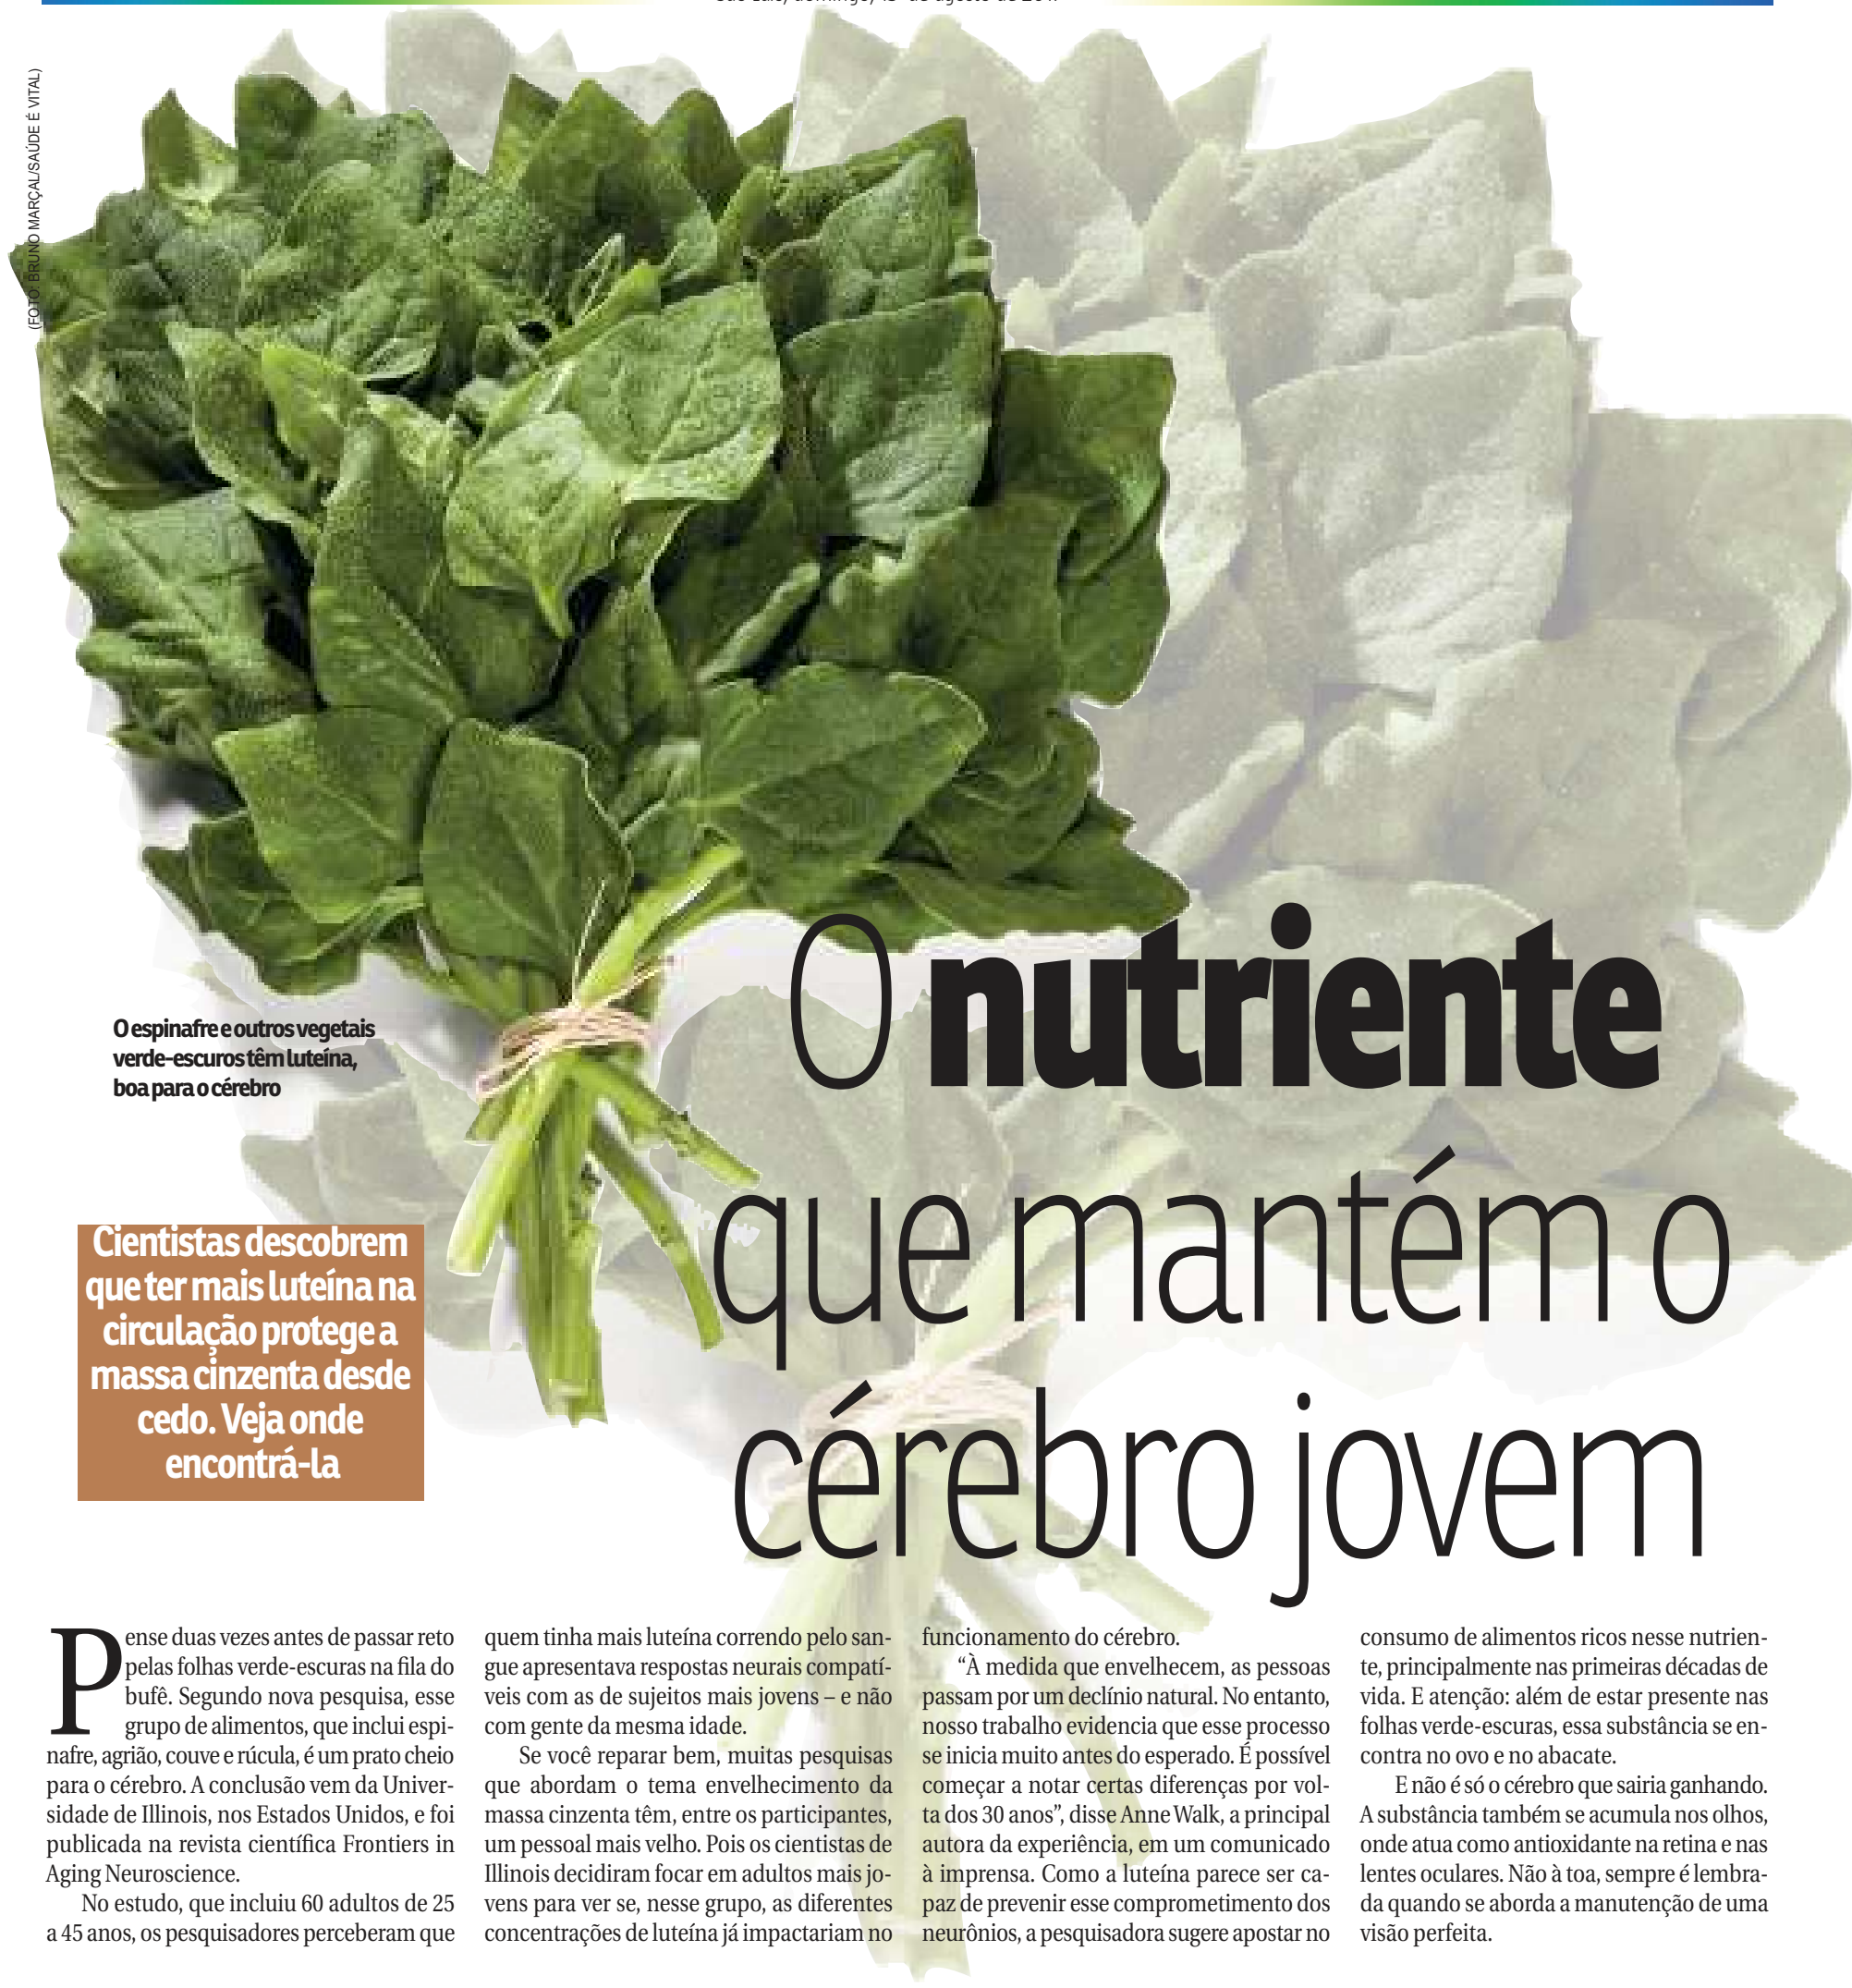 (FOTO: BRUNO MARÇAL/SAÚDE É VITAL)
O espinafre e outros vegetais
verde-escuros têm luteína,
boa para o cérebro
O nutriente
que mantém o
cérebro jovem
Cientistas descobrem
que ter mais luteína na
circulação protege a
massa cinzenta desde
cedo. Veja onde
encontrá-la
Pense duas vezes antes de passar reto
pelas folhas verde-escuras na fila do
bufê. Segundo nova pesquisa, esse
grupo de alimentos, que inclui espi-
nafre, agrião, couve e rúcula, é um prato cheio
para o cérebro. A conclusão vem da Univer-
sidade de Illinois, nos Estados Unidos, e foi
publicada na revista científica Frontiers in
Aging Neuroscience.
No estudo, que incluiu 60 adultos de 25
a 45 anos, os pesquisadores perceberam que
quem tinha mais luteína correndo pelo san-
gue apresentava respostas neurais compatí-
veis com as de sujeitos mais jovens – e não
com gente da mesma idade.
Se você reparar bem, muitas pesquisas
que abordam o tema envelhecimento da
massa cinzenta têm, entre os participantes,
um pessoal mais velho. Pois os cientistas de
Illinois decidiram focar em adultos mais jo-
vens para ver se, nesse grupo, as diferentes
concentrações de luteína já impactariam no
funcionamento do cérebro.
“À medida que envelhecem, as pessoas
passam por um declínio natural. No entanto,
nosso trabalho evidencia que esse processo
se inicia muito antes do esperado. É possível
começar a notar certas diferenças por vol-
ta dos 30 anos”, disse Anne Walk, a principal
autora da experiência, em um comunicado
à imprensa. Como a luteína parece ser ca-
paz de prevenir esse comprometimento dos
neurônios, a pesquisadora sugere apostar no
consumo de alimentos ricos nesse nutrien-
te, principalmente nas primeiras décadas de
vida. E atenção: além de estar presente nas
folhas verde-escuras, essa substância se en-
contra no ovo e no abacate.
E não é só o cérebro que sairia ganhando.
A substância também se acumula nos olhos,
onde atua como antioxidante na retina e nas
lentes oculares. Não à toa, sempre é lembra-
da quando se aborda a manutenção de uma
visão perfeita.